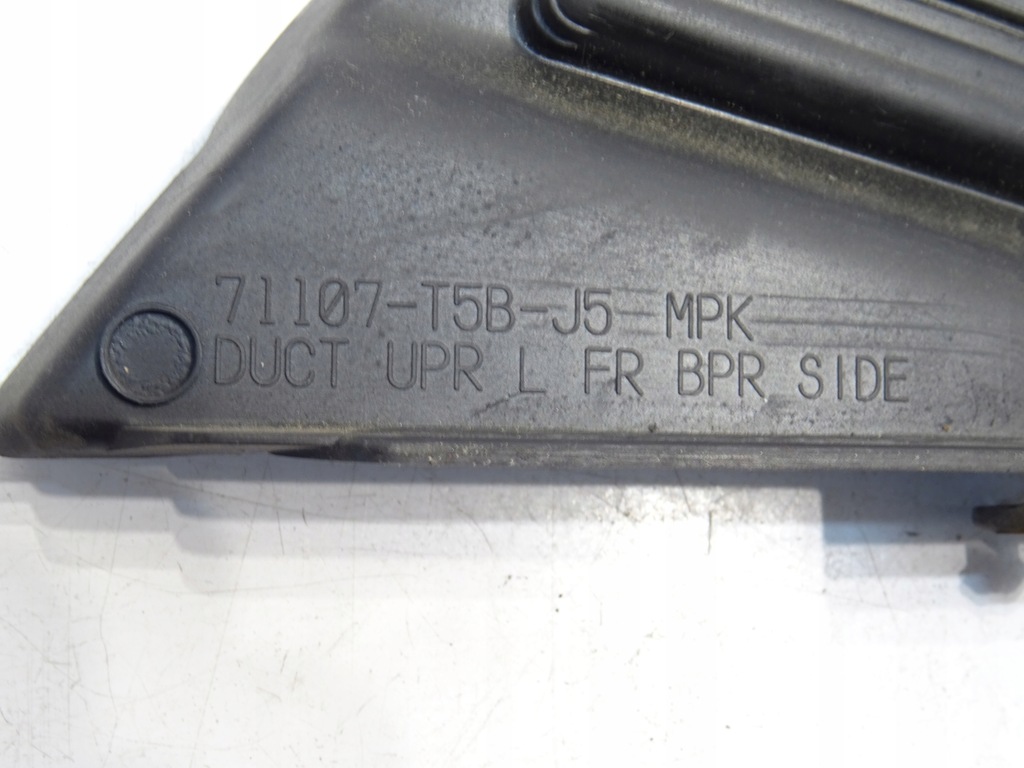 71107-T5B-J5 MPK
DUCT UPR L FR BPR SIDE